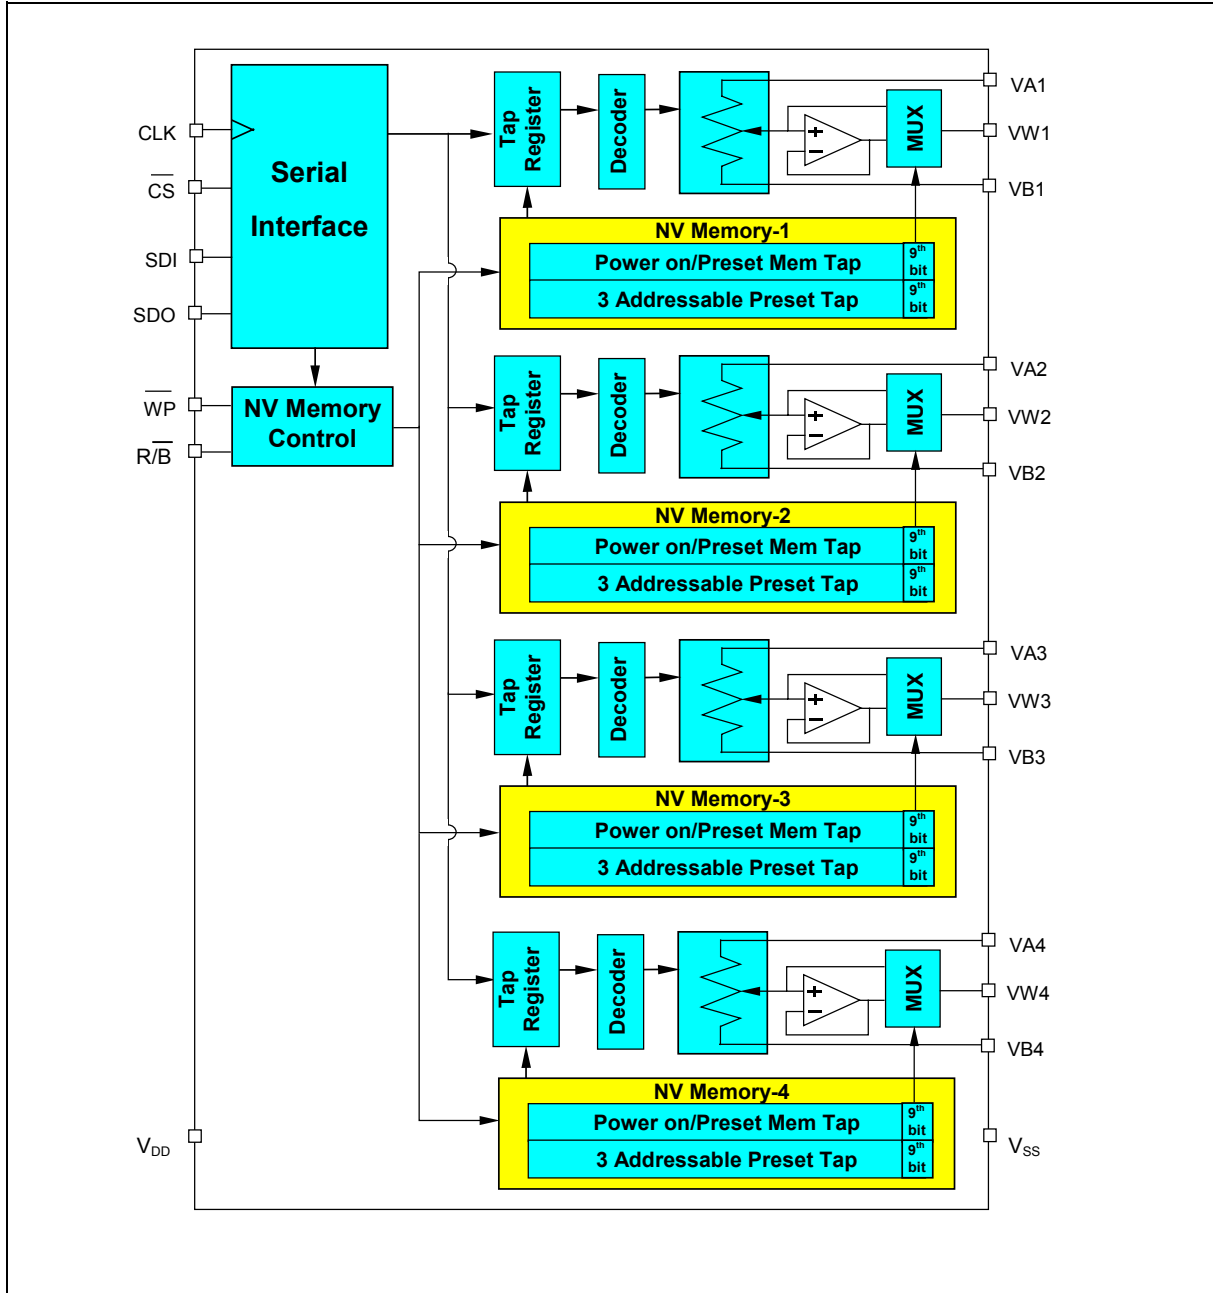 CLK
CS
SDI
SDO
WP
R/B
VDD
Serial
Interface
NV Memory
Control
Tap
Register
Decoder
MUX
VA1
VW1
VB1
NV Memory-1
Power on/Preset Mem Tap
9th
bit
3 Addressable Preset Tap
9th
bit
Tap
Register
Decoder
MUX
VA2
VW2
VB2
NV Memory-2
Power on/Preset Mem Tap
9th
bit
3 Addressable Preset Tap
9th
bit
Tap
Register
Decoder
MUX
VA3
VW3
VB3
NV Memory-3
Power on/Preset Mem Tap
9th
bit
3 Addressable Preset Tap
9th
bit
Tap
Register
Decoder
MUX
VA4
VW4
VB4
NV Memory-4
Power on/Preset Mem Tap
9th
bit
3 Addressable Preset Tap
9th
bit
VSS